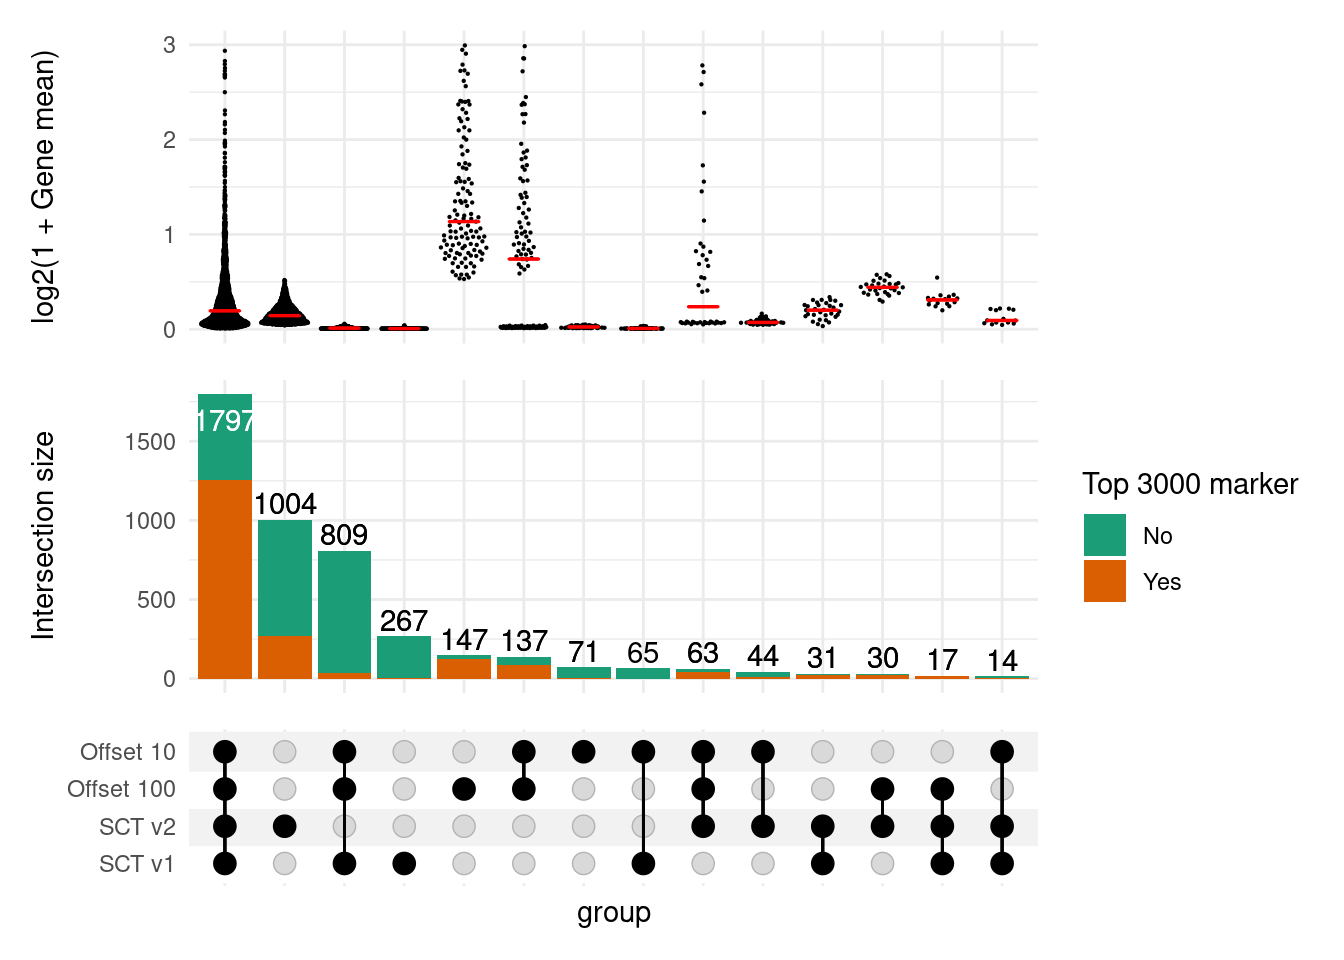 log2(1 + Gene mean)
3
2
1
0
Intersection size
1500
1000
500
0
1797
1004
809
267
147
137
71
65
63
44
31
30
17
14
Top 3000 marker
No
Yes
Offset 10
Offset 100
SCT v2
SCT v1
group